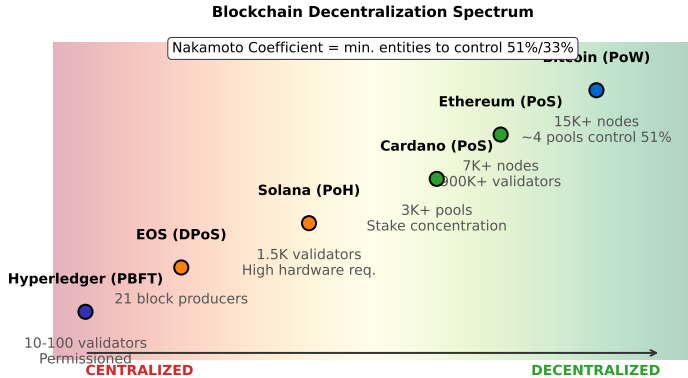 Blockchain Decentralization Spectrum
Nakamoto Coefficient = min. entities to control 51%/33%
Bitcoin (PoW)
15K+ nodes
~4 pools control 51%
Ethereum (PoS)
7K+ nodes
900K+ validators
Cardano (PoS)
3K+ pools
Stake concentration
Solana (PoH)
1.5K validators
High hardware req.
EOS (DPoS)
21 block producers
Hyperledger (PBFT)
10-100 validators
Permissioned
CENTRALIZED
DECENTRALIZED